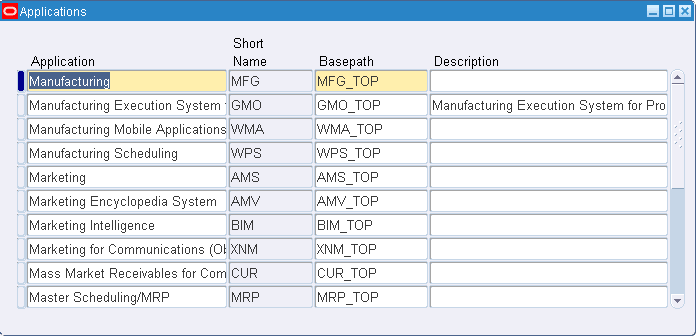 Applications
Short
Application Name Basepath Description
Manufacturing MFG MFG_TOP
Manufacturing Execution System GMO GMO_TOP Manufacturing Execution System for Pro
Manufacturing Mobile Applications WMA WMA_TOP
Manufacturing Scheduling WPS WPS_TOP
Marketing AMS AMS_TOP
Marketing Encyclopedia System AMV AMV_TOP
Marketing Intelligence BIM BIM_TOP
Marketing for Communications (Ob XNM XNM_TOP
Mass Market Receivables for Com CUR CUR_TOP
Master Scheduling/MRP MRP MRP_TOP